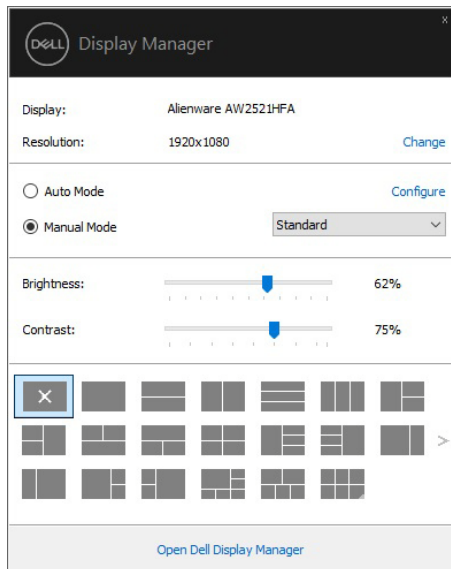 x
DELL Display Manager
Display: Alienware AW2521HFA
Resolution: 1920x1080 Change
Auto Mode Configure
Manual Mode Standard
Brightness: 62%
Contrast: 75%
Open Dell Display Manager